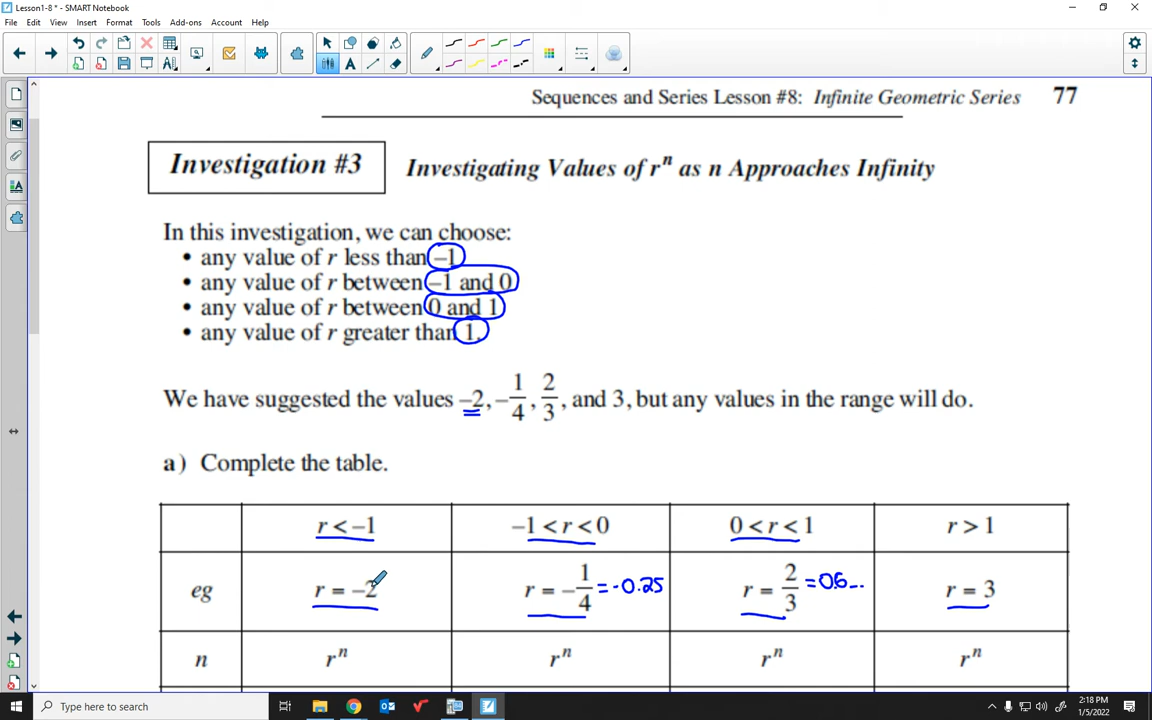 Lesson1-8 * - SMART Notebook
File Edit View Insert Format Tools Add-ons Account Help
Sequences and Series Lesson #8: Infinite Geometric Series 77
Investigation #3 Investigating Values of rⁿ as n Approaches Infinity
In this investigation, we can choose:
• any value of r less than –1
• any value of r between –1 and 0
• any value of r between 0 and 1
• any value of r greater than 1.
We have suggested the values –2, –1/4, 2/3, and 3, but any values in the range will do.
a) Complete the table.
r < –1 –1 < r < 0 0 < r < 1 r > 1
eg r = –2 r = –1/4 = -0.25 r = 2/3 = 0.6... r = 3
n rⁿ rⁿ rⁿ rⁿ
Type here to search
2:18 PM
1/5/2022